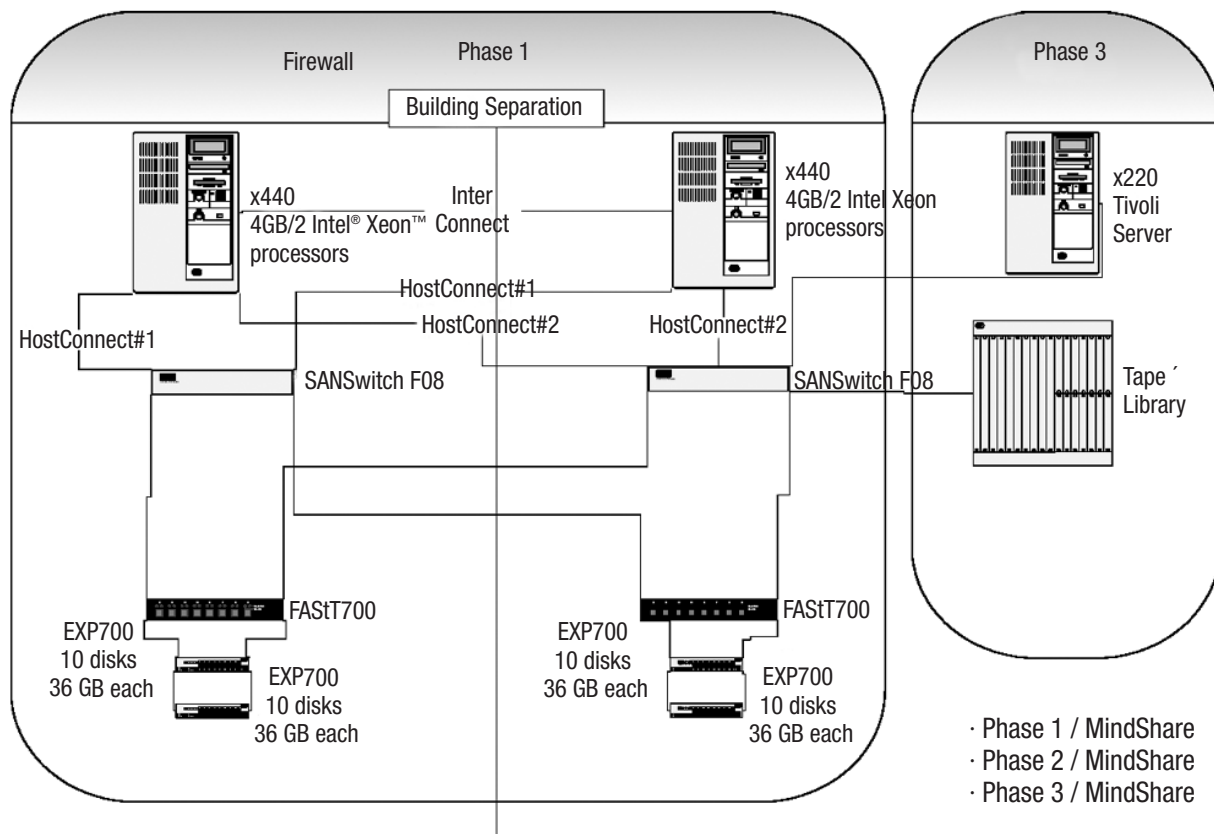 Firewall
Phase 1
Phase 3
Building Separation
x440
4GB/2 Intel® Xeon™
processors
Inter
Connect
x440
4GB/2 Intel Xeon
processors
x220
Tivoli
Server
HostConnect#1
HostConnect#2
HostConnect#2
HostConnect#1
SANSwitch F08
SANSwitch F08
Tape ´
Library
FAStT700
FAStT700
EXP700
10 disks
36 GB each
EXP700
10 disks
36 GB each
EXP700
10 disks
36 GB each
EXP700
10 disks
36 GB each
· Phase 1 / MindShare
· Phase 2 / MindShare
· Phase 3 / MindShare